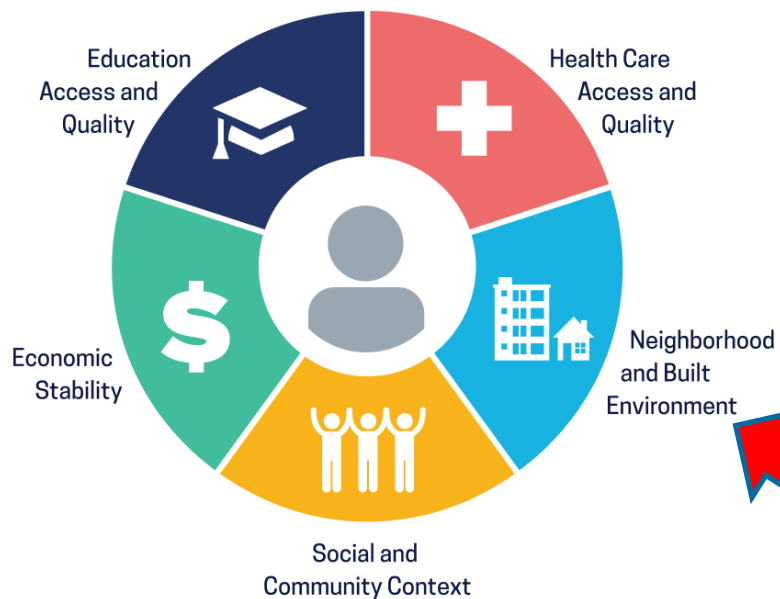 Education
Access and
Quality
Health Care
Access and
Quality
Economic
Stability
$
Neighborhood
and Built
Environment
Social and
Community Context